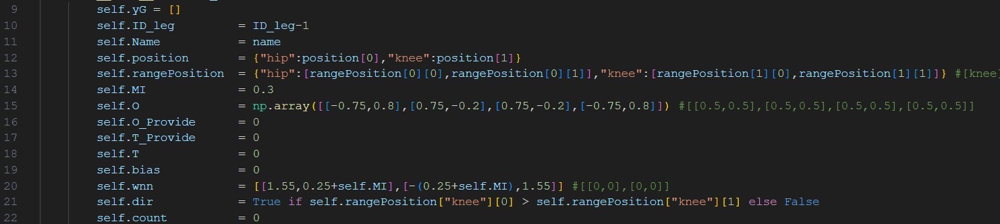 9 self.yG = []
10 self.ID_leg = ID_leg-1
11 self.Name = name
12 self.position = {"hip":position[0],"knee":position[1]}
13 self.rangePosition = {"hip":[rangePosition[0][0],rangePosition[0][1]],"knee":[rangePosition[1][0],rangePosition[1][1]]} #[knee
14 self.MI = 0.3
15 self.O = np.array([[-0.75,0.8],[0.75,-0.2],[0.75,-0.2],[-0.75,0.8]]) #[[0.5,0.5],[0.5,0.5],[0.5,0.5],[0.5,0.5]]
16 self.O_Provide = 0
17 self.T_Provide = 0
18 self.T = 0
19 self.bias = 0
20 self.wnn = [[1.55,0.25+self.MI],[-(0.25+self.MI),1.55]] #[[0,0],[0,0]]
21 self.dir = True if self.rangePosition["knee"][0] > self.rangePosition["knee"][1] else False
22 self.count = 0